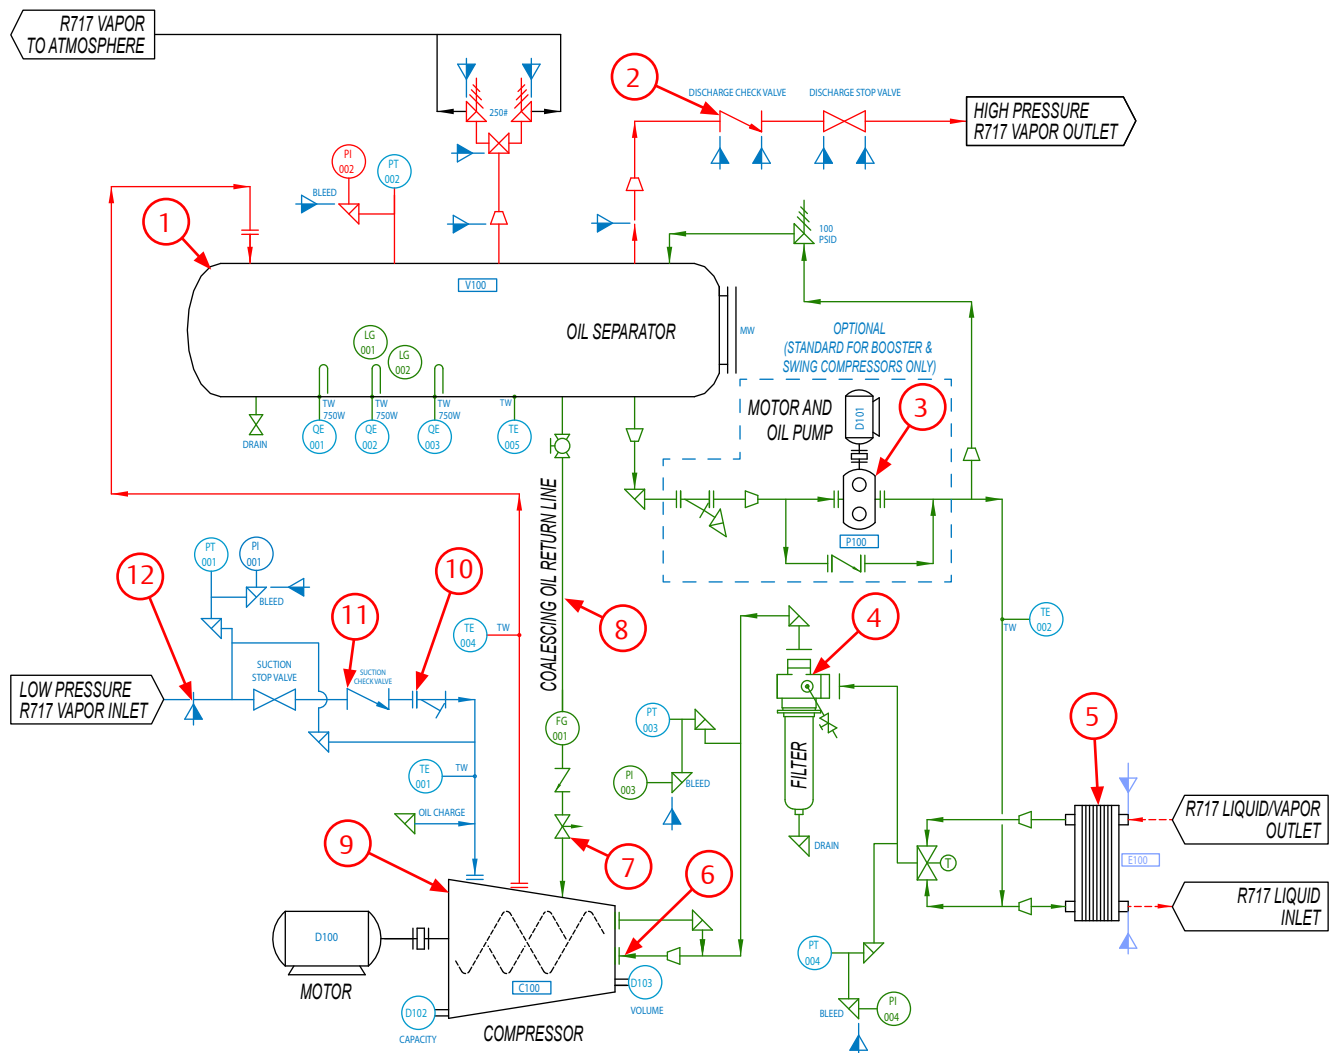 R717 VAPOR
TO ATMOSPHERE
2
DISCHARGE CHECK VALVE
DISCHARGE STOP VALVE
HIGH PRESSURE
R717 VAPOR OUTLET
250#
PI
002
PT
002
BLEED
1
100
PSID
V100
OIL SEPARATOR
MW
LG
001
LG
002
OPTIONAL
(STANDARD FOR BOOSTER &
SWING COMPRESSORS ONLY)
TW
750W
TW
750W
TW
750W
TW
QE
001
QE
002
QE
003
TE
005
DRAIN
MOTOR AND
OIL PUMP
D101
3
P100
COALESCING OIL RETURN LINE
PT
001
PI
001
BLEED
12
11
10
TE
004
TW
8
4
TE
002
TW
SUCTION
STOP VALVE
SUCTION
CHECK VALVE
LOW PRESSURE
R717 VAPOR INLET
FG
001
PT
003
PI
003
BLEED
FILTER
DRAIN
5
TE
001
TW
OIL CHARGE
R717 LIQUID/VAPOR
OUTLET
E100
T
R717 LIQUID
INLET
9
7
6
D100
MOTOR
C100
D102
CAPACITY
COMPRESSOR
D103
VOLUME
PT
004
BLEED
PI
004